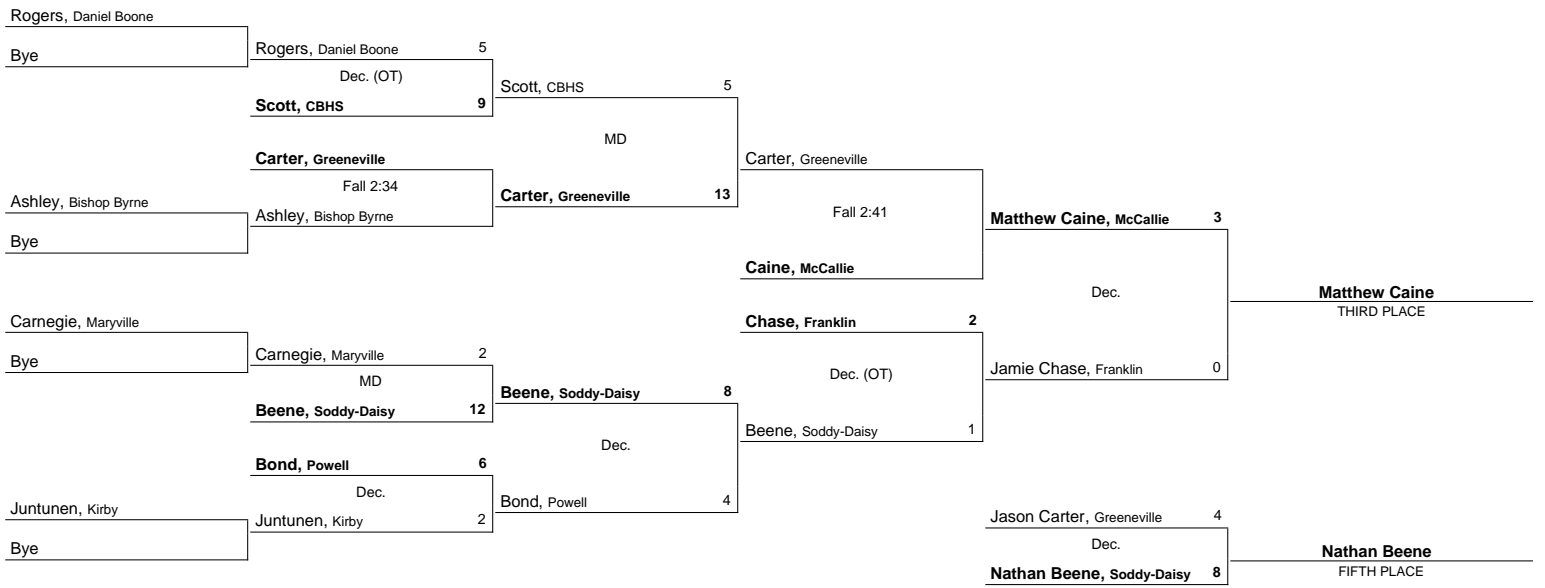 Rogers, Daniel Boone
Bye
Ashley, Bishop Byrne
Bye
Carnegie, Maryville
Bye
Juntunen, Kirby
Bye
Rogers, Daniel Boone 5
Dec. (OT)
Scott, CBHS 9
Carter, Greeneville
Fall 2:34
Ashley, Bishop Byrne
Carnegie, Maryville 2
MD
Beene, Soddy-Daisy 12
Bond, Powell 6
Dec.
Juntunen, Kirby 2
Scott, CBHS 5
MD
Carter, Greeneville 13
Beene, Soddy-Daisy 8
Dec.
Bond, Powell 4
Carter, Greeneville
Fall 2:41
Caine, McCallie
Chase, Franklin 2
Dec. (OT)
Beene, Soddy-Daisy 1
Matthew Caine, McCallie 3
Dec.
Jamie Chase, Franklin 0
Matthew Caine
THIRD PLACE
Jason Carter, Greeneville 4
Dec.
Nathan Beene, Soddy-Daisy 8
Nathan Beene
FIFTH PLACE